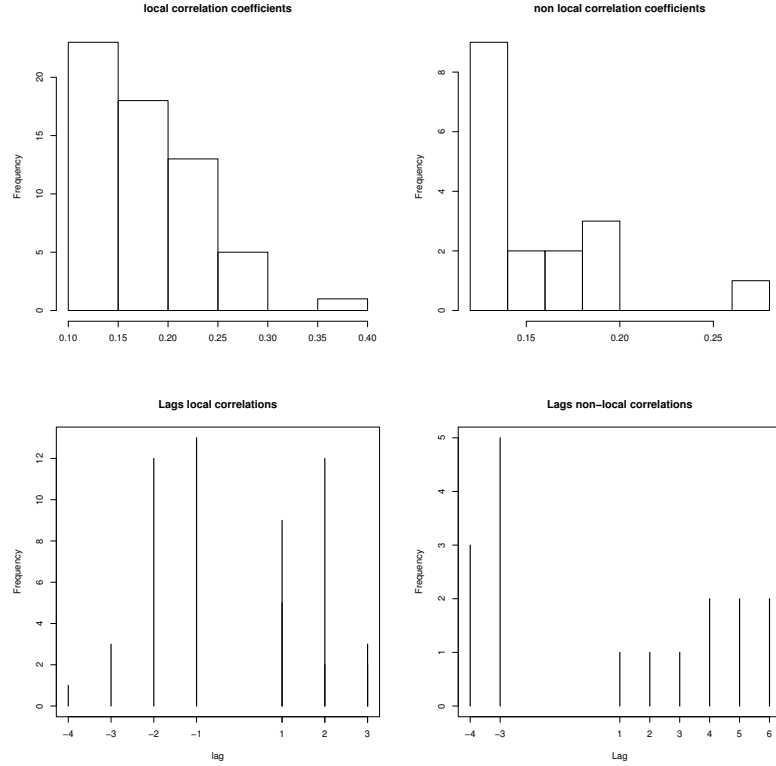 local correlation coefficients
Frequency
20
15
10
5
0
0.10 0.15 0.20 0.25 0.30 0.35 0.40
non local correlation coefficients
Frequency
8
6
4
2
0
0.15 0.20 0.25
Lags local correlations
Frequency
12
10
8
6
4
2
0
−4 −3 −2 −1 1 2 3
lag
Lags non−local correlations
Frequency
5
4
3
2
1
0
−4 −3 1 2 3 4 5 6
Lag